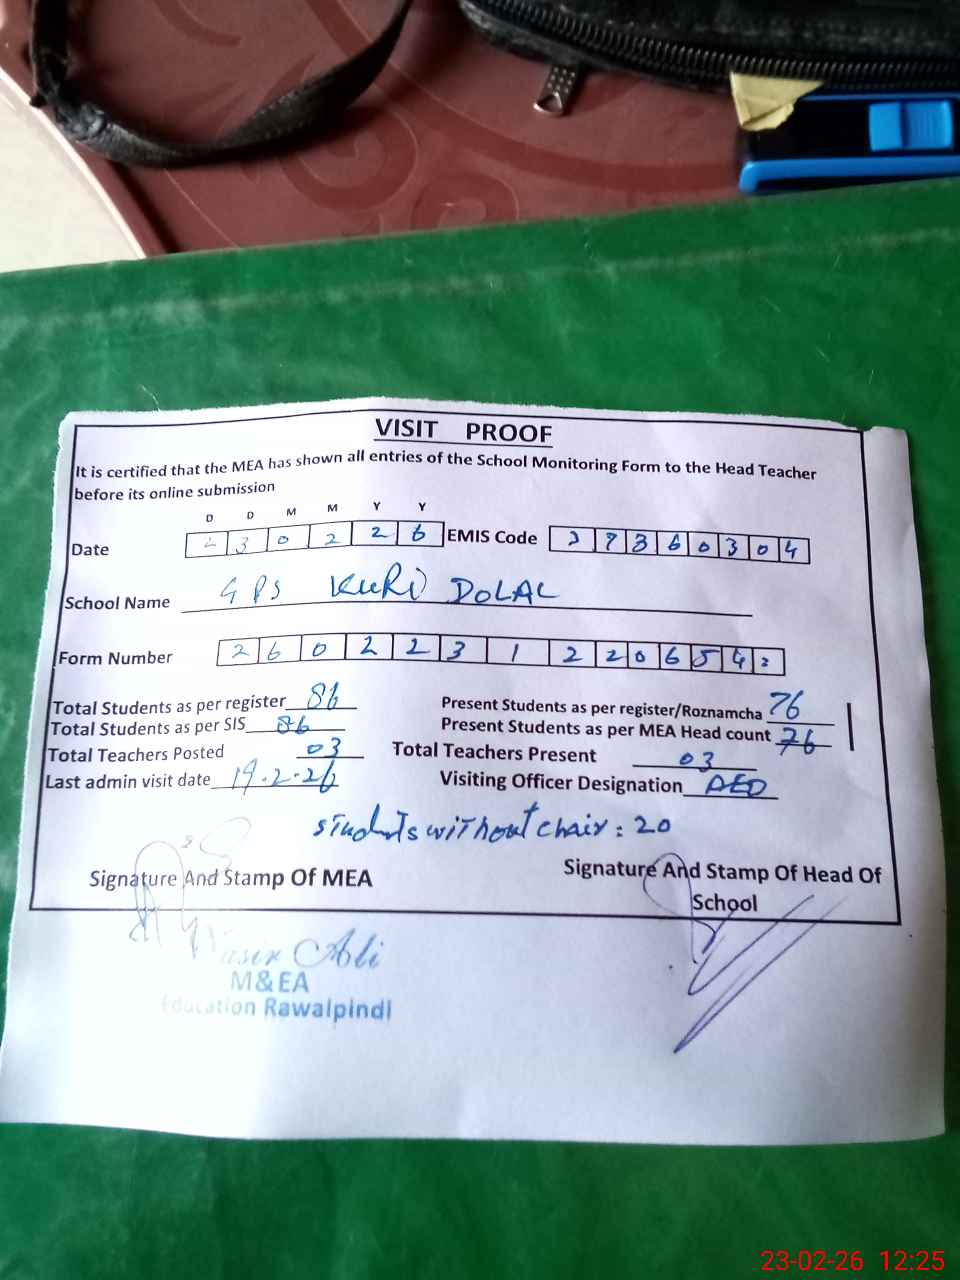 VISIT PROOF
It is certified that the MEA has shown all entries of the School Monitoring Form to the Head Teacher
before its online submission
D D M M Y Y
Date 2 3 0 2 2 6 EMIS Code 3 7 3 6 0 3 0 4
School Name GPS KURI DOLAL
Form Number 2 6 0 2 2 3 1 2 2 0 6 5 4
Total Students as per register 86 Present Students as per register/Roznamcha 76
Total Students as per SIS 86 Present Students as per MEA Head count 76
Total Teachers Posted 03 Total Teachers Present 03
Last admin visit date 19.2.26 Visiting Officer Designation AEO
Students without chair: 20
Signature And Stamp Of MEA Signature And Stamp Of Head Of
School
Ali
M&EA
Education Rawalpindi
23-02-26 12:25